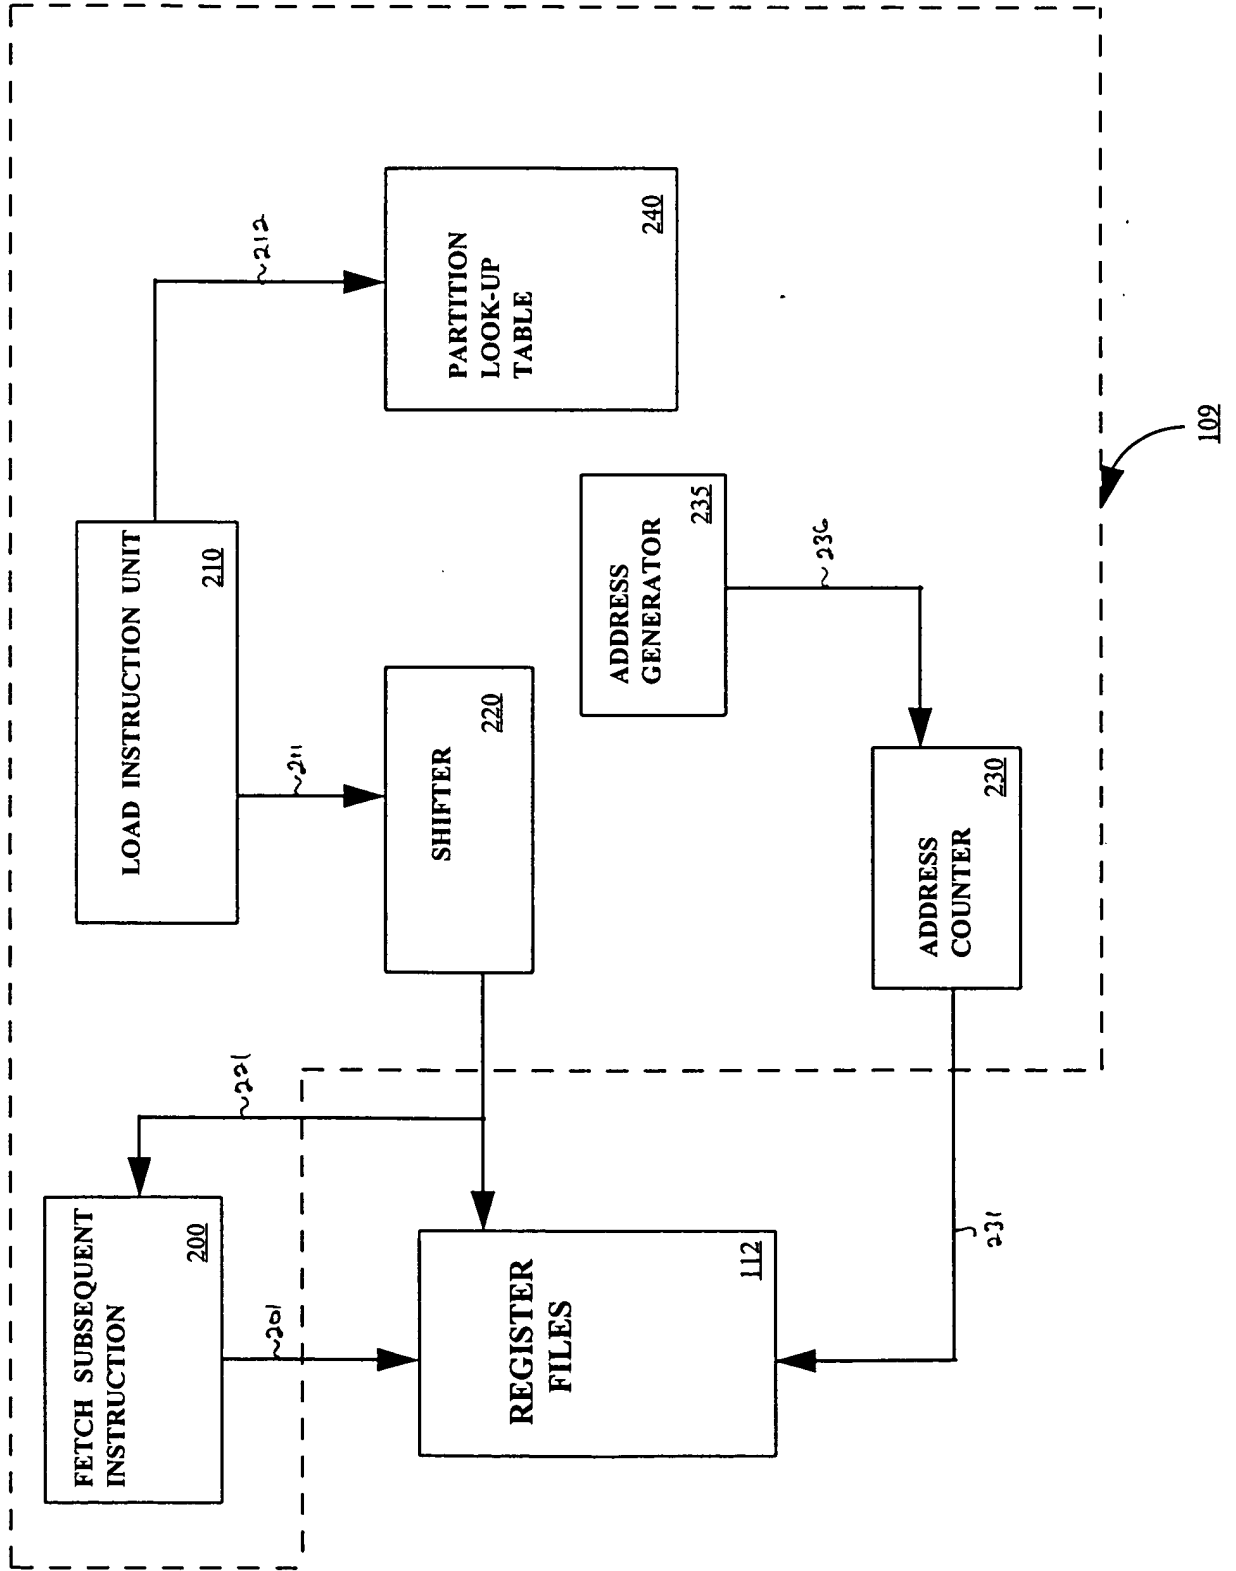 FETCH SUBSEQUENT
INSTRUCTION
200
201
221
LOAD INSTRUCTION UNIT
210
211
212
SHIFTER
220
PARTITION
LOOK-UP
TABLE
240
REGISTER
FILES
112
ADDRESS
GENERATOR
235
236
ADDRESS
COUNTER
230
231
109